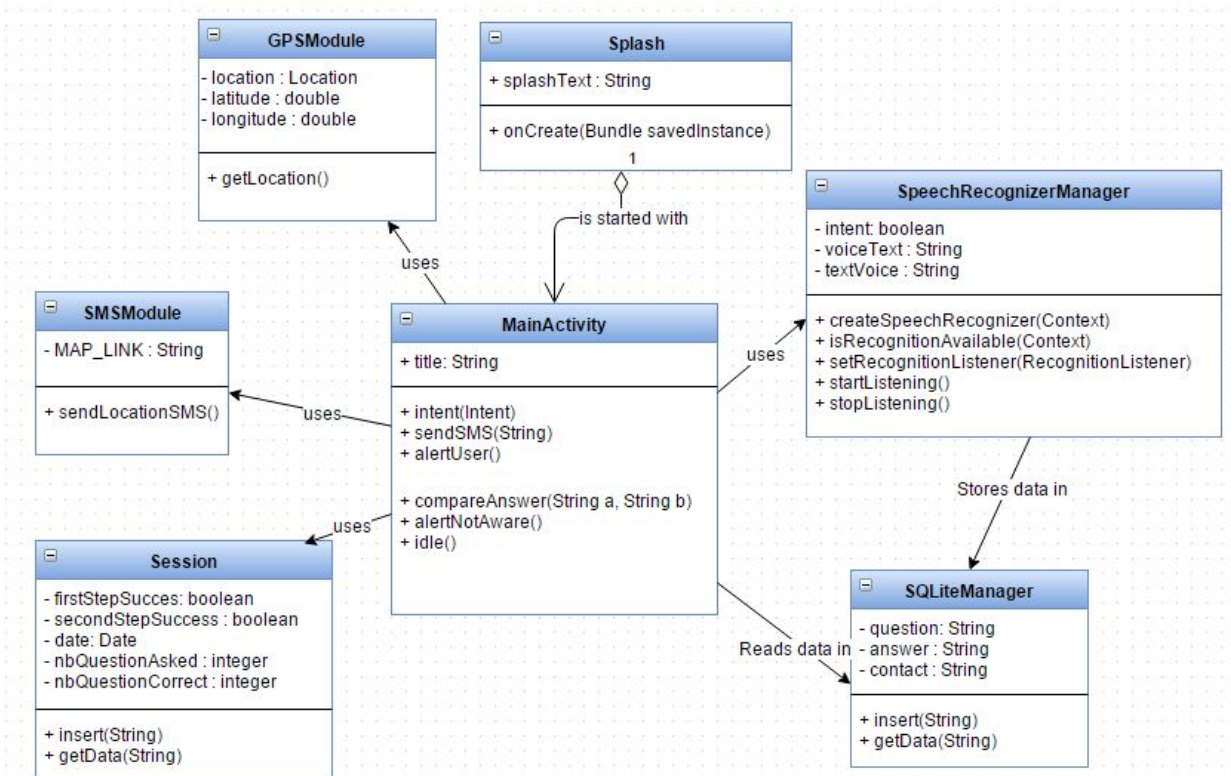 GPSModule
- location : Location
- latitude : double
- longitude : double
+ getLocation()
Splash
+ splashText : String
+ onCreate(Bundle savedInstance)
1
is started with
uses
SpeechRecognizerManager
- intent: boolean
- voiceText : String
- textVoice : String
+ createSpeechRecognizer(Context)
+ isRecognitionAvailable(Context)
+ setRecognitionListener(RecognitionListener)
+ startListening()
+ stopListening()
SMSModule
- MAP_LINK : String
+ sendLocationSMS()
uses
MainActivity
+ title: String
+ intent(Intent)
+ sendSMS(String)
+ alertUser()
+ compareAnswer(String a, String b)
+ alertNotAware()
+ idle()
uses
Stores data in
uses
Session
- firstStepSucces: boolean
- secondStepSuccess : boolean
- date: Date
- nbQuestionAsked : integer
- nbQuestionCorrect : integer
+ insert(String)
+ getData(String)
Reads data in
SQLiteManager
- question: String
- answer : String
- contact : String
+ insert(String)
+ getData(String)